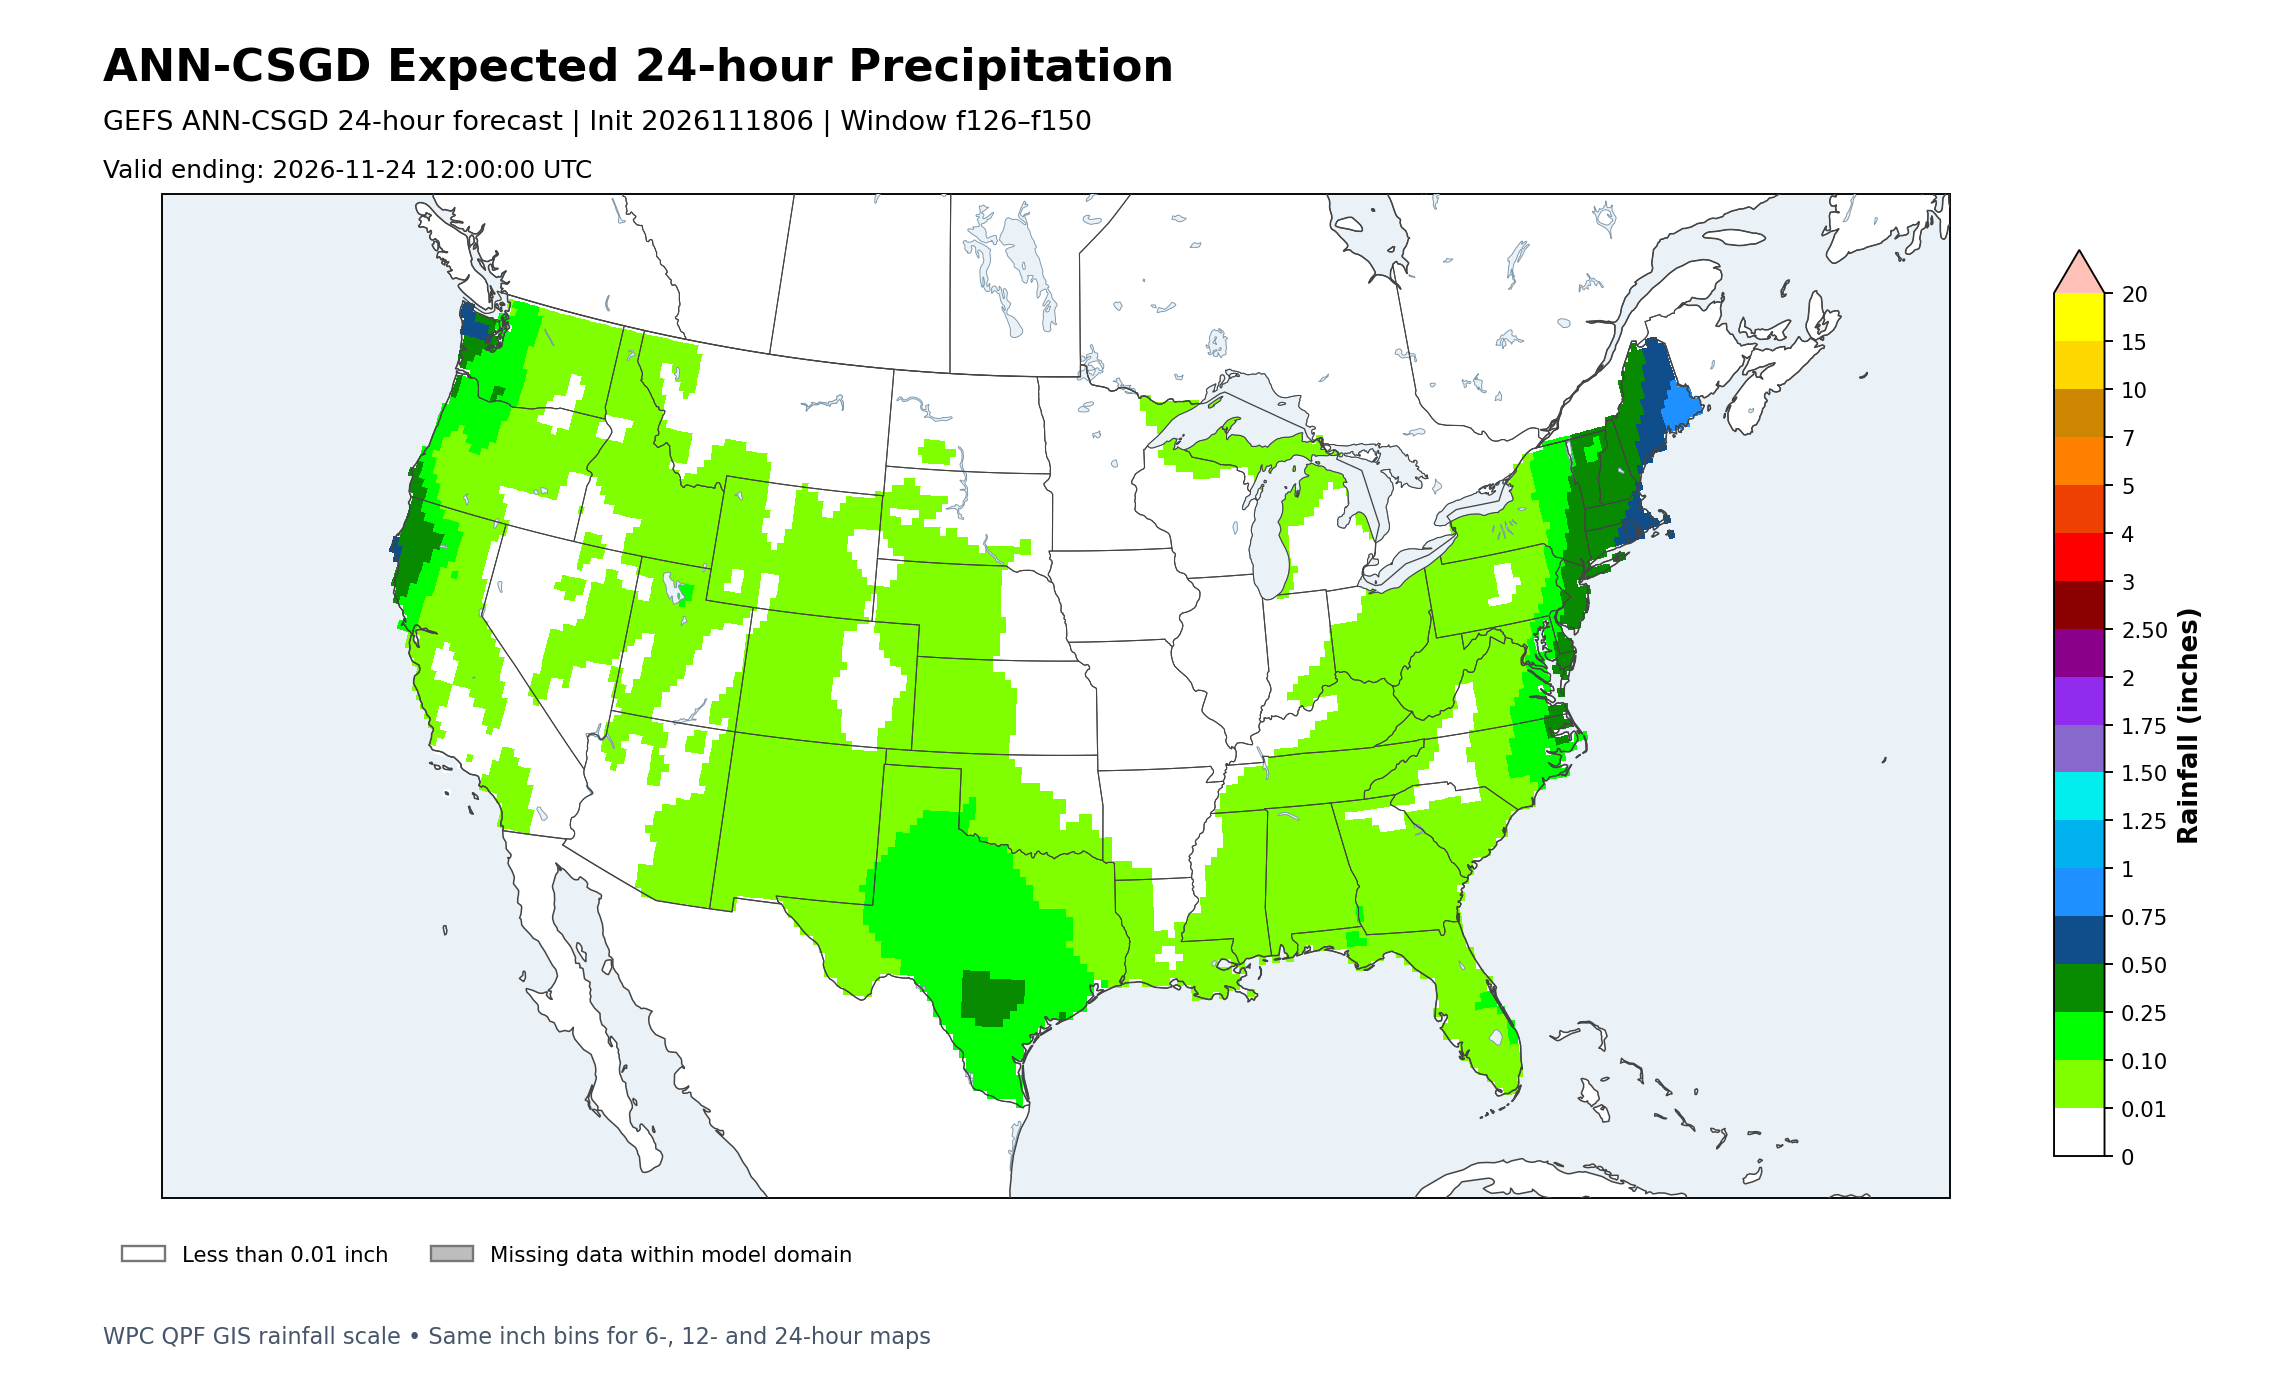 ANN-CSGD Expected 24-hour Precipitation
GEFS ANN-CSGD 24-hour forecast | Init 2026111806 | Window f126–f150
Valid ending: 2026-11-24 12:00:00 UTC
20
15
10
7
5
4
3
2.50
2
1.75
1.50
1.25
1
0.75
0.50
0.25
0.10
0.01
0
Rainfall (inches)
Less than 0.01 inch
Missing data within model domain
WPC QPF GIS rainfall scale • Same inch bins for 6-, 12- and 24-hour maps